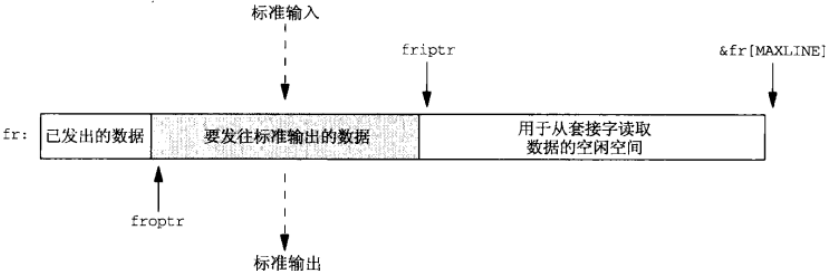 标准输入
friptr
&fr[MAXLINE]
fr:
已发出的数据
要发往标准输出的数据
用于从套接字读取
数据的空闲空间
froptr
标准输出